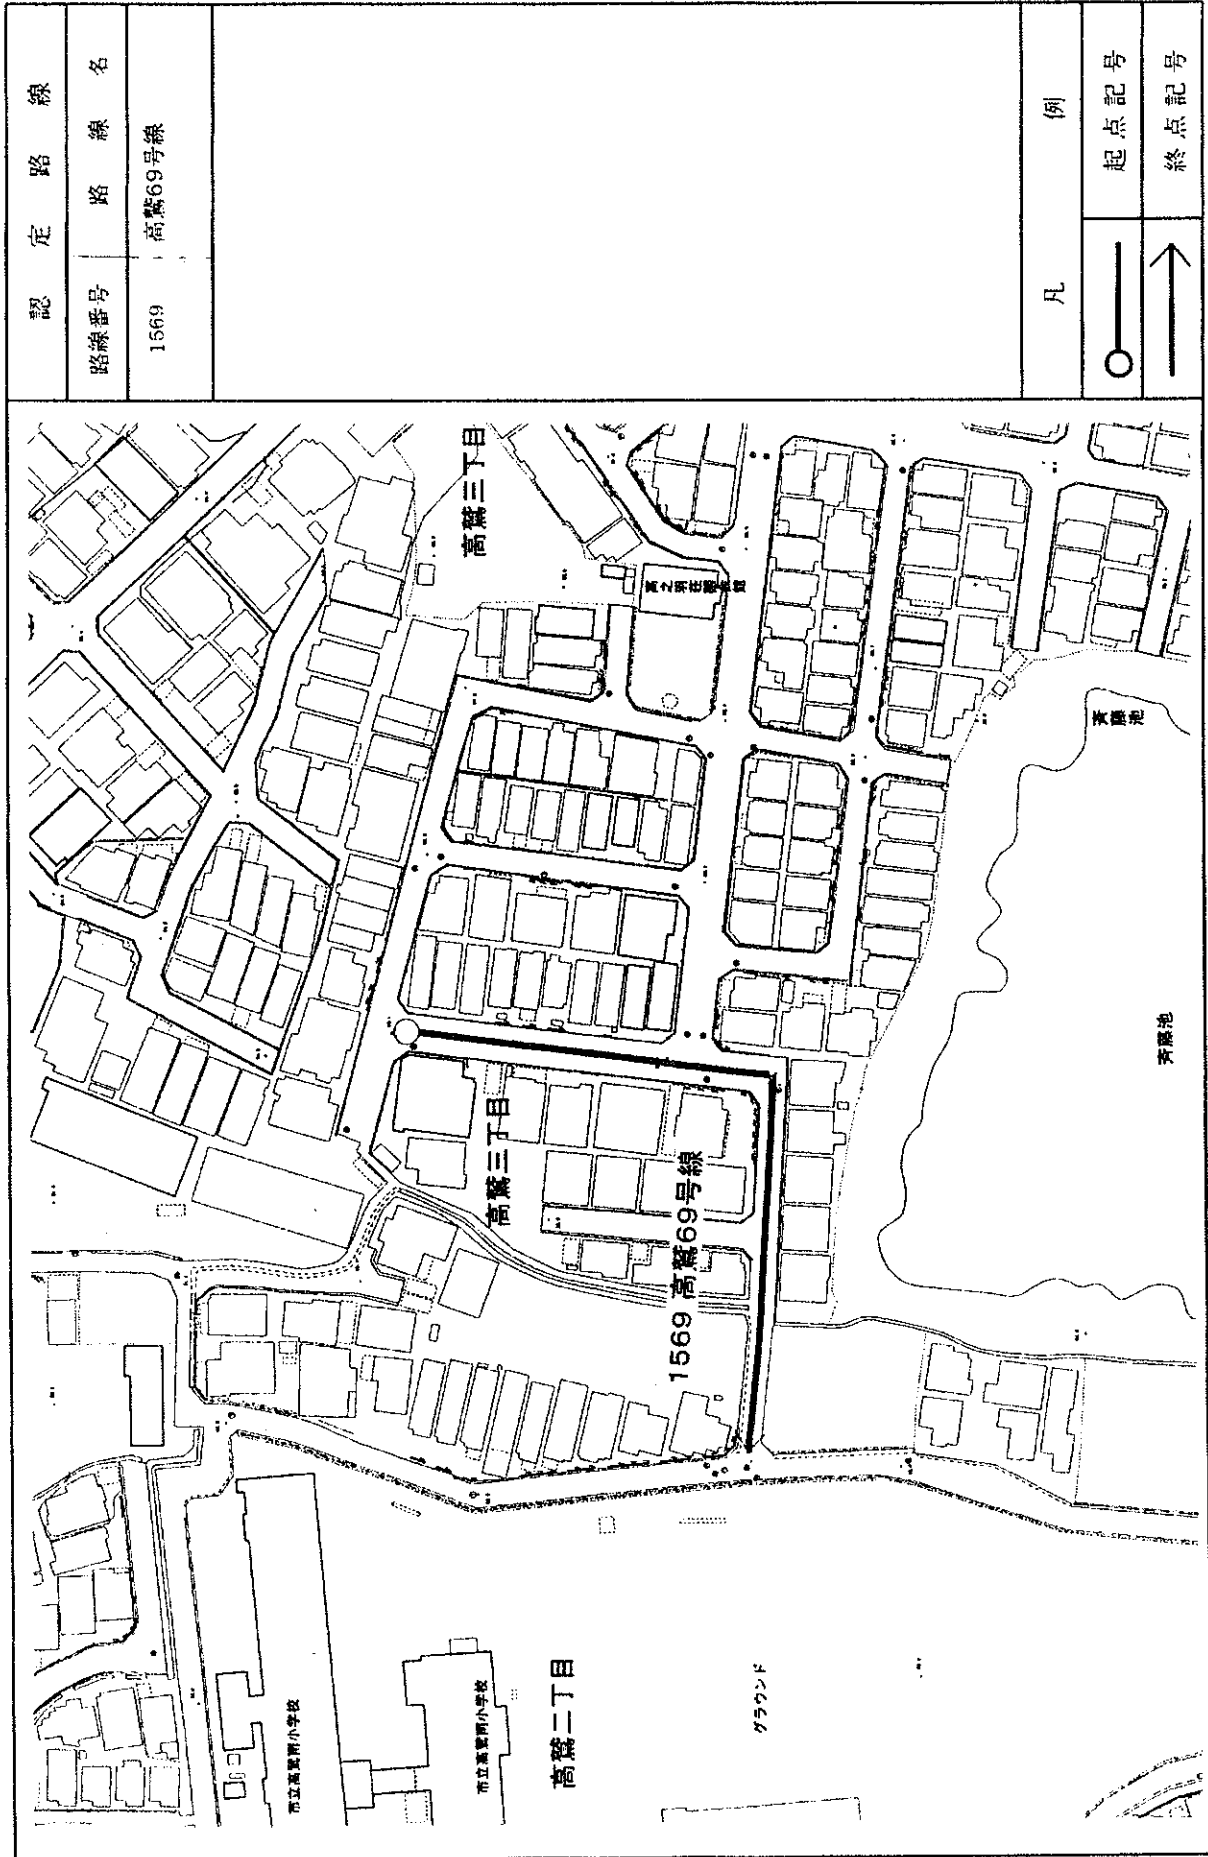 認定路線
路線番号 路線名
1569 高鷲69号線
凡例
起点記号
終点記号
高鷲三丁目
斉藤池
高鷲三丁目
1569 高鷲69号線
斉藤池
市立高鷲南小学校
市立高鷲南小学校
高鷲二丁目
グラウンド